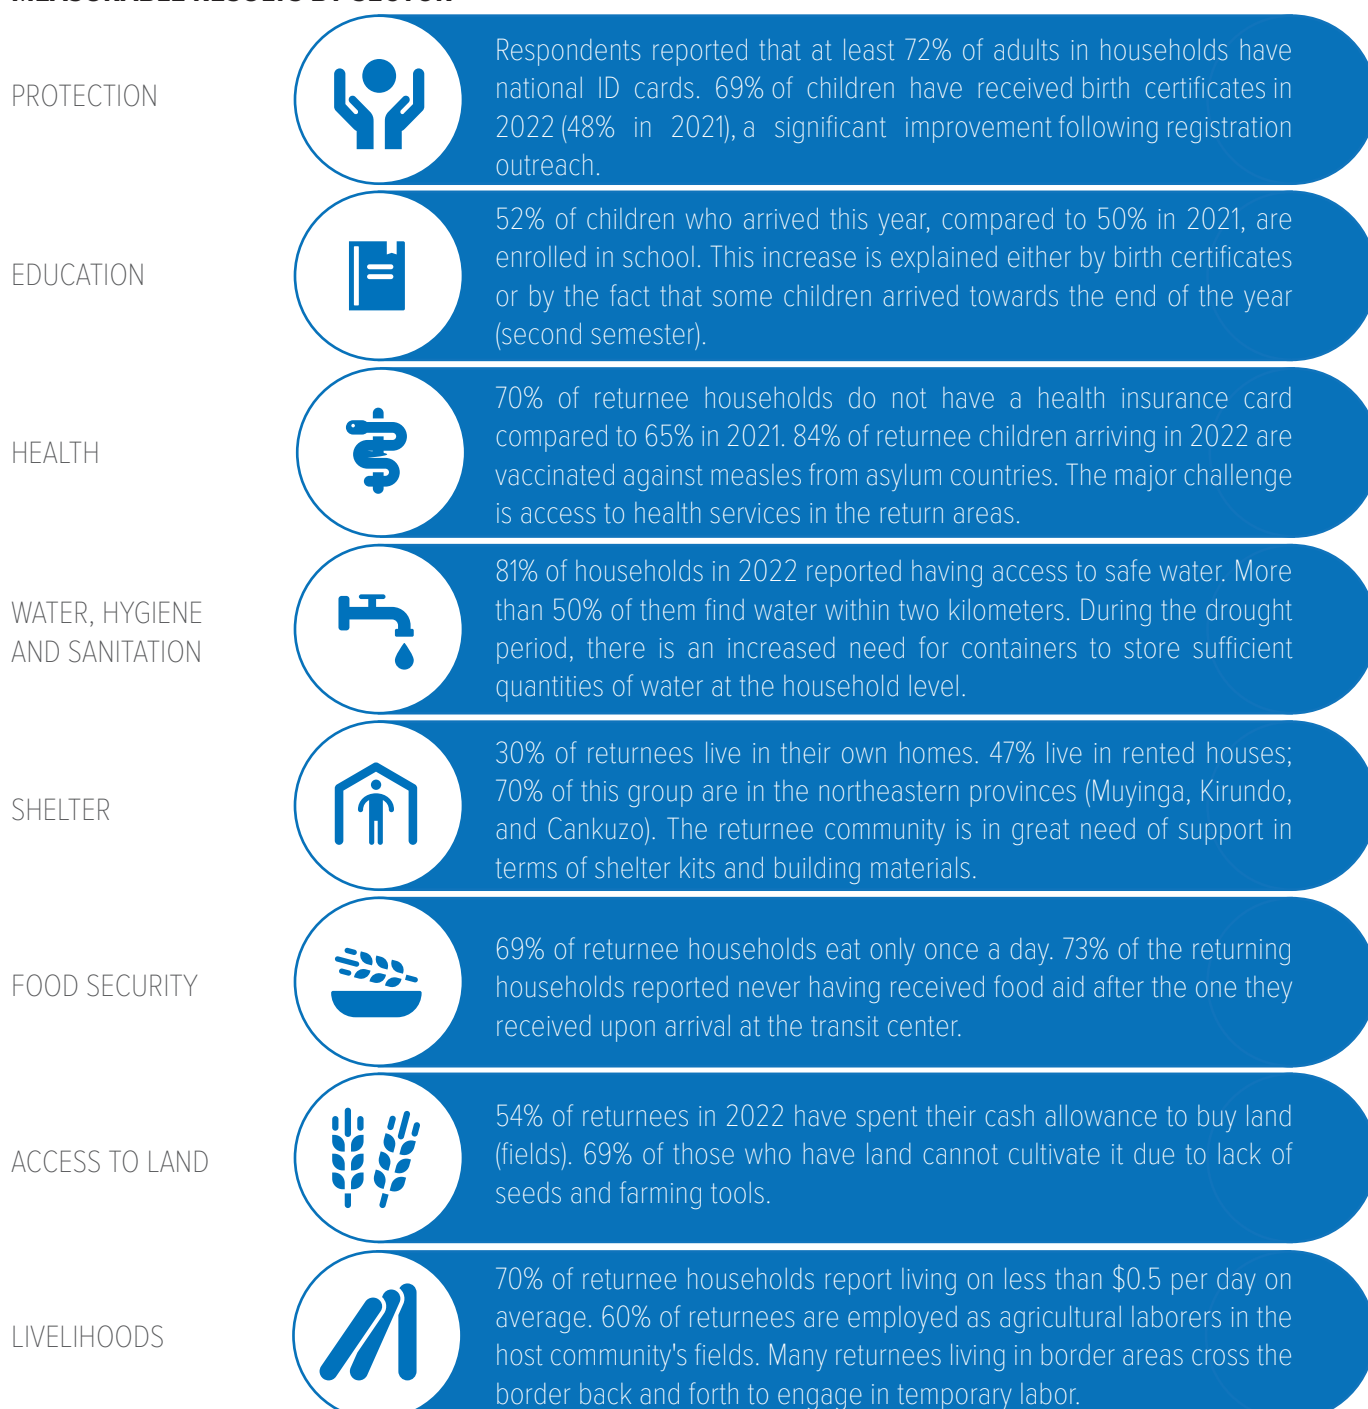 MEASURABLE RESULTS BY SECTOR
PROTECTION
Respondents reported that at least 72% of adults in households have
national ID cards. 69% of children have received birth certificates in
2022 (48% in 2021), a significant improvement following registration
outreach.
EDUCATION
52% of children who arrived this year, compared to 50% in 2021, are
enrolled in school. This increase is explained either by birth certificates
or by the fact that some children arrived towards the end of the year
(second semester).
HEALTH
70% of returnee households do not have a health insurance card
compared to 65% in 2021. 84% of returnee children arriving in 2022 are
vaccinated against measles from asylum countries. The major challenge
is access to health services in the return areas.
WATER, HYGIENE
AND SANITATION
81% of households in 2022 reported having access to safe water. More
than 50% of them find water within two kilometers. During the drought
period, there is an increased need for containers to store sufficient
quantities of water at the household level.
SHELTER
30% of returnees live in their own homes. 47% live in rented houses;
70% of this group are in the northeastern provinces (Muyinga, Kirundo,
and Cankuzo). The returnee community is in great need of support in
terms of shelter kits and building materials.
FOOD SECURITY
69% of returnee households eat only once a day. 73% of the returning
households reported never having received food aid after the one they
received upon arrival at the transit center.
ACCESS TO LAND
54% of returnees in 2022 have spent their cash allowance to buy land
(fields). 69% of those who have land cannot cultivate it due to lack of
seeds and farming tools.
LIVELIHOODS
70% of returnee households report living on less than $0.5 per day on
average. 60% of returnees are employed as agricultural laborers in the
host community's fields. Many returnees living in border areas cross the
border back and forth to engage in temporary labor.